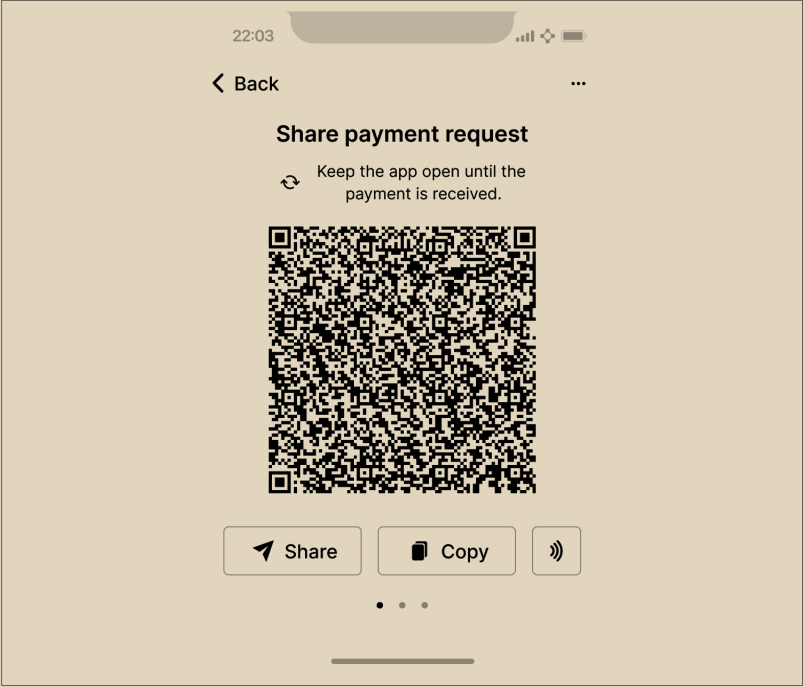 22:03
Back
Share payment request
Keep the app open until the
payment is received.
Share
Copy